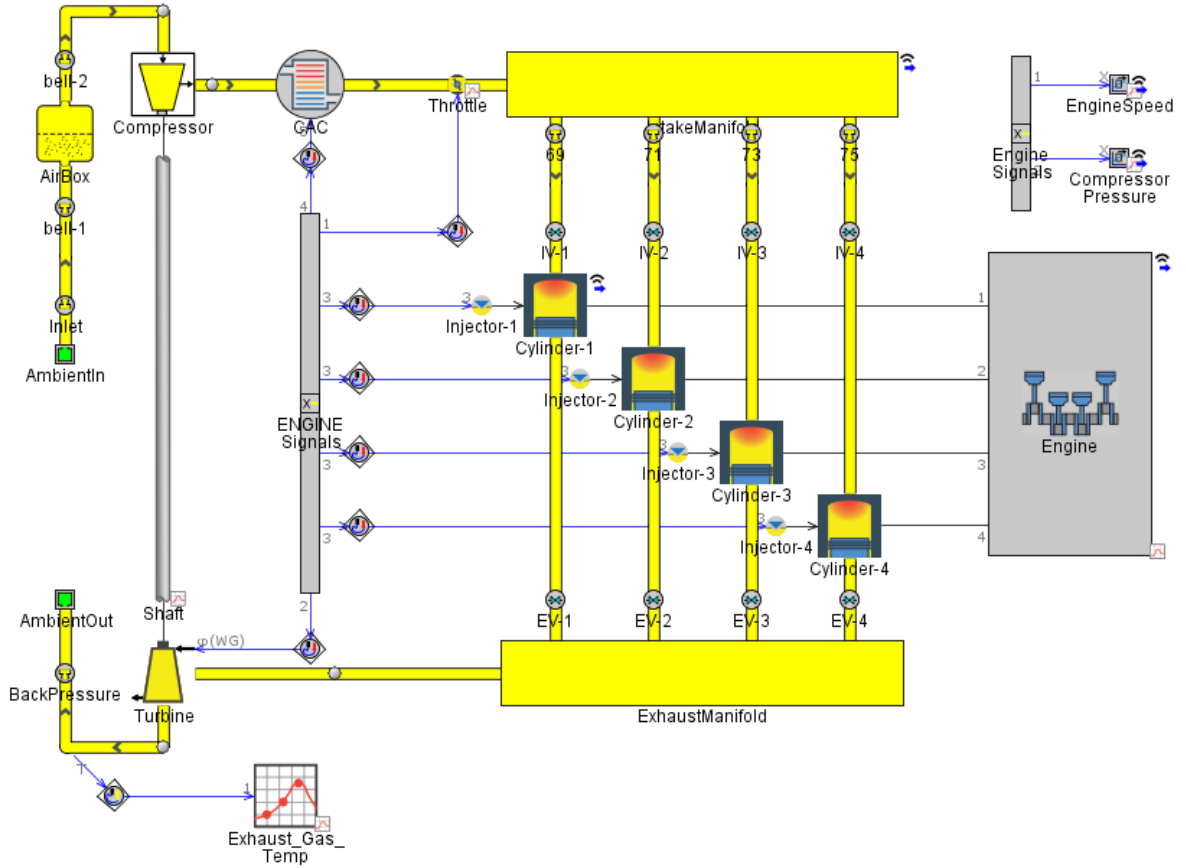 bell-2
Compressor
CAC
Throttle
takeManifo
1
EngineSpeed
AirBox
69
71
73
75
X
Engine
Signals
X
Compressor
Pressure
bell-1
4
1
IV-1
IV-2
IV-3
IV-4
Inlet
3
3
Injector-1
1
Cylinder-1
AmbientIn
3
3
Injector-2
2
Cylinder-2
X
ENGINE
Signals
Engine
3
3
Injector-3
3
Cylinder-3
3
3
Injector-4
4
Cylinder-4
AmbientOut
Shaft
2
EV-1
EV-2
EV-3
EV-4
φ(WG)
BackPressure
Turbine
ExhaustManifold
T
1
Exhaust_Gas_
Temp